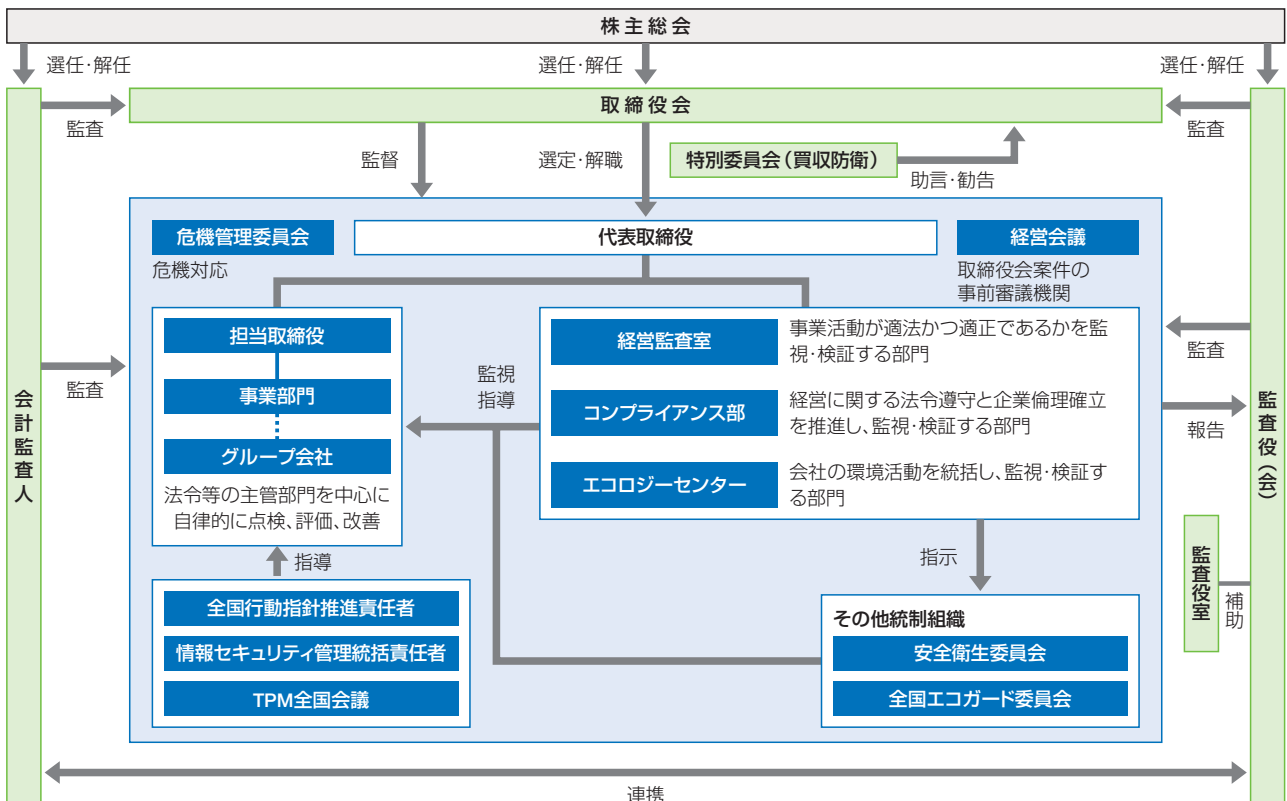 株主総会
選任・解任
選任・解任
選任・解任
取締役会
監査
監査
監督
選定・解職
特別委員会（買収防衛）
助言・勧告
危機管理委員会
危機対応
代表取締役
経営会議
取締役会案件の
事前審議機関
担当取締役
事業部門
グループ会社
法令等の主管部門を中心に
自律的に点検、評価、改善
監視
指導
経営監査室
事業活動が適法かつ適正であるかを監
視・検証する部門
コンプライアンス部
経営に関する法令遵守と企業倫理確立
を推進し、監視・検証する部門
エコロジーセンター
会社の環境活動を統括し、監視・検証す
る部門
監査
監査
報告
会計監査人
監査役（会）
指導
指示
全国行動指針推進責任者
情報セキュリティ管理統括責任者
TPM全国会議
その他統制組織
安全衛生委員会
全国エコガード委員会
監査役室
補助
連携